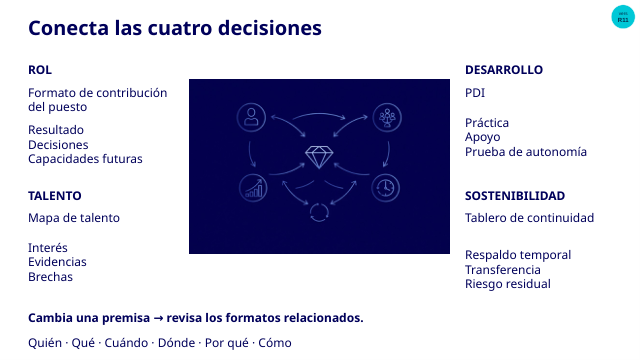 Conecta las cuatro decisiones
R11
ROL
Formato de contribución
del puesto
Resultado
Decisiones
Capacidades futuras
TALENTO
Mapa de talento
Interés
Evidencias
Brechas
DESARROLLO
PDI
Práctica
Apoyo
Prueba de autonomía
SOSTENIBILIDAD
Tablero de continuidad
Respaldo temporal
Transferencia
Riesgo residual
Cambia una premisa → revisa los formatos relacionados.
Quién · Qué · Cuándo · Dónde · Por qué · Cómo